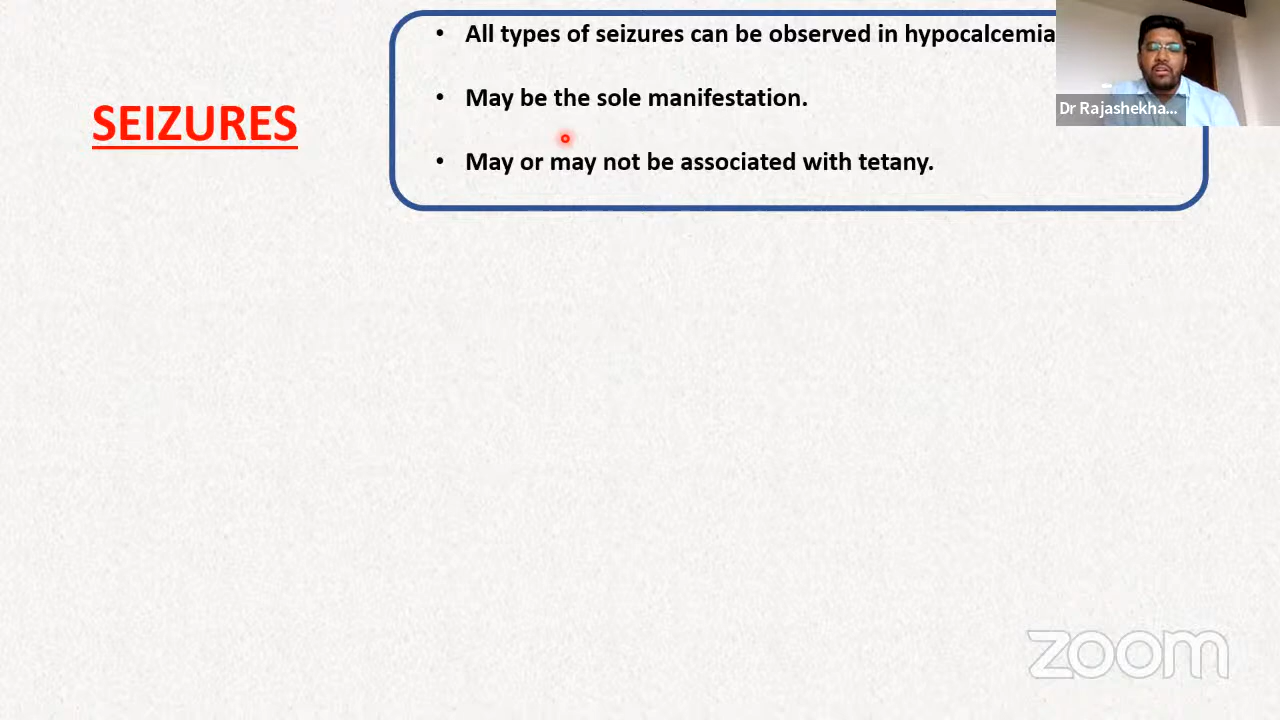 SEIZURES
• All types of seizures can be observed in hypocalcemia
• May be the sole manifestation.
• May or may not be associated with tetany.
Dr Rajashekha...
zoom